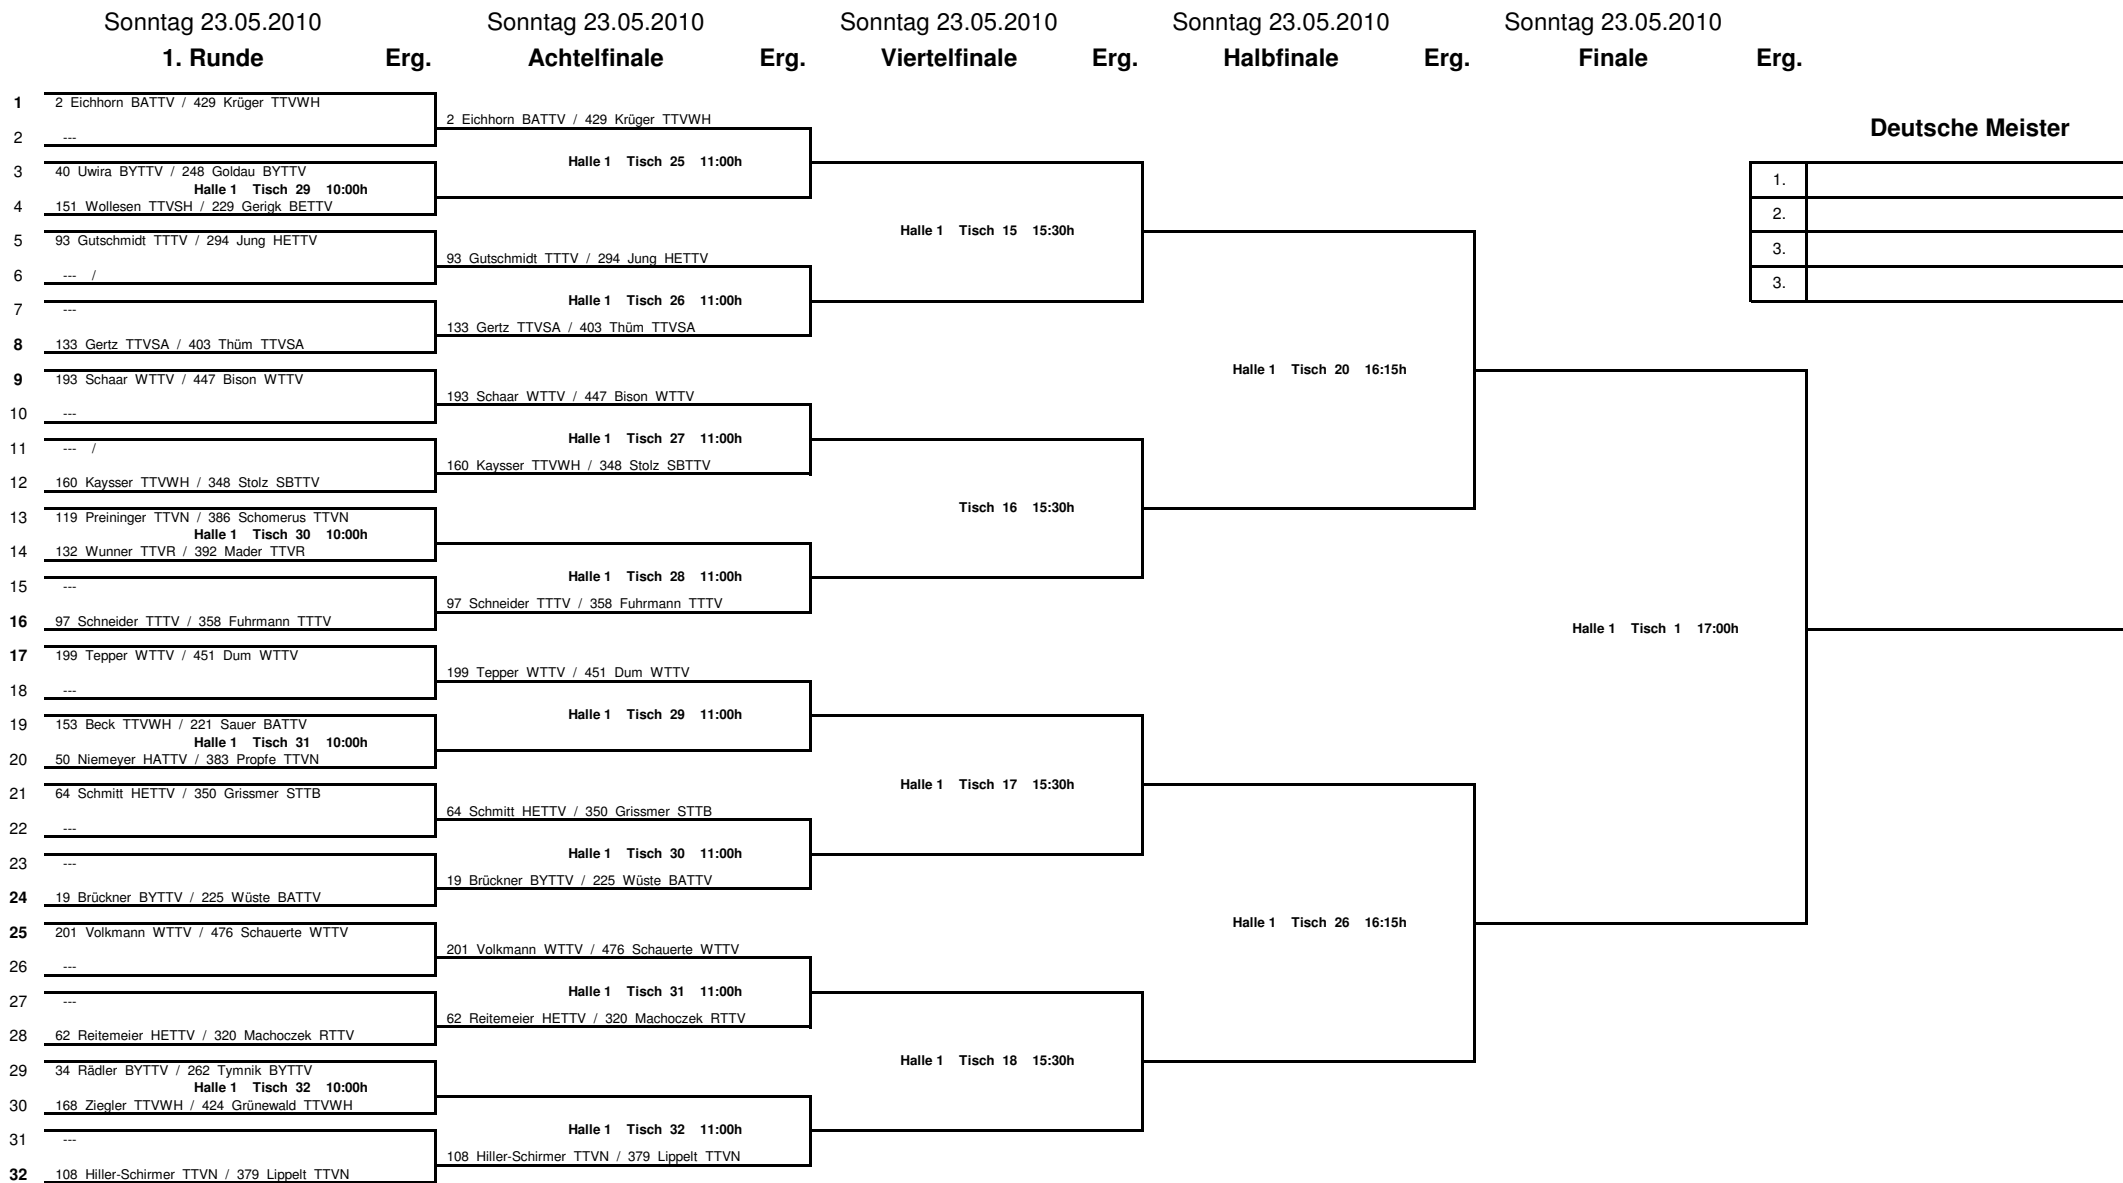 Sonntag 23.05.2010 Sonntag 23.05.2010 Sonntag 23.05.2010 Sonntag 23.05.2010 Sonntag 23.05.2010
1. Runde Erg. Achtelfinale Erg. Viertelfinale Erg. Halbfinale Erg. Finale Erg.
1 2 Eichhorn BATTV / 429 Krüger TTVWH
2 ---
3 40 Uwira BYTTV / 248 Goldau BYTTV
Halle 1 Tisch 29 10:00h
4 151 Wollesen TTVSH / 229 Gerigk BETTV
5 93 Gutschmidt TTTV / 294 Jung HETTV
6 --- /
7 ---
8 133 Gertz TTVSA / 403 Thüm TTVSA
9 193 Schaar WTTV / 447 Bison WTTV
10 ---
11 --- /
12 160 Kaysser TTVWH / 348 Stolz SBTTV
13 119 Preininger TTVN / 386 Schomerus TTVN
Halle 1 Tisch 30 10:00h
14 132 Wunner TTVR / 392 Mader TTVR
15 ---
16 97 Schneider TTTV / 358 Fuhrmann TTTV
17 199 Tepper WTTV / 451 Dum WTTV
18 ---
19 153 Beck TTVWH / 221 Sauer BATTV
Halle 1 Tisch 31 10:00h
20 50 Niemeyer HATTV / 383 Propfe TTVN
21 64 Schmitt HETTV / 350 Grissmer STTB
22 ---
23 ---
24 19 Brückner BYTTV / 225 Wüste BATTV
25 201 Volkmann WTTV / 476 Schauerte WTTV
26 ---
27 ---
28 62 Reitemeier HETTV / 320 Machoczek RTTV
29 34 Rädler BYTTV / 262 Tymnik BYTTV
Halle 1 Tisch 32 10:00h
30 168 Ziegler TTVWH / 424 Grünewald TTVWH
31 ---
32 108 Hiller-Schirmer TTVN / 379 Lippelt TTVN
2 Eichhorn BATTV / 429 Krüger TTVWH
Halle 1 Tisch 25 11:00h
93 Gutschmidt TTTV / 294 Jung HETTV
Halle 1 Tisch 26 11:00h
133 Gertz TTVSA / 403 Thüm TTVSA
193 Schaar WTTV / 447 Bison WTTV
Halle 1 Tisch 27 11:00h
160 Kaysser TTVWH / 348 Stolz SBTTV
Halle 1 Tisch 28 11:00h
97 Schneider TTTV / 358 Fuhrmann TTTV
199 Tepper WTTV / 451 Dum WTTV
Halle 1 Tisch 29 11:00h
64 Schmitt HETTV / 350 Grissmer STTB
Halle 1 Tisch 30 11:00h
19 Brückner BYTTV / 225 Wüste BATTV
201 Volkmann WTTV / 476 Schauerte WTTV
Halle 1 Tisch 31 11:00h
62 Reitemeier HETTV / 320 Machoczek RTTV
Halle 1 Tisch 32 11:00h
108 Hiller-Schirmer TTVN / 379 Lippelt TTVN
Halle 1 Tisch 15 15:30h
Tisch 16 15:30h
Halle 1 Tisch 17 15:30h
Halle 1 Tisch 18 15:30h
Halle 1 Tisch 20 16:15h
Halle 1 Tisch 26 16:15h
Halle 1 Tisch 1 17:00h
Deutsche Meister
1.
2.
3.
3.